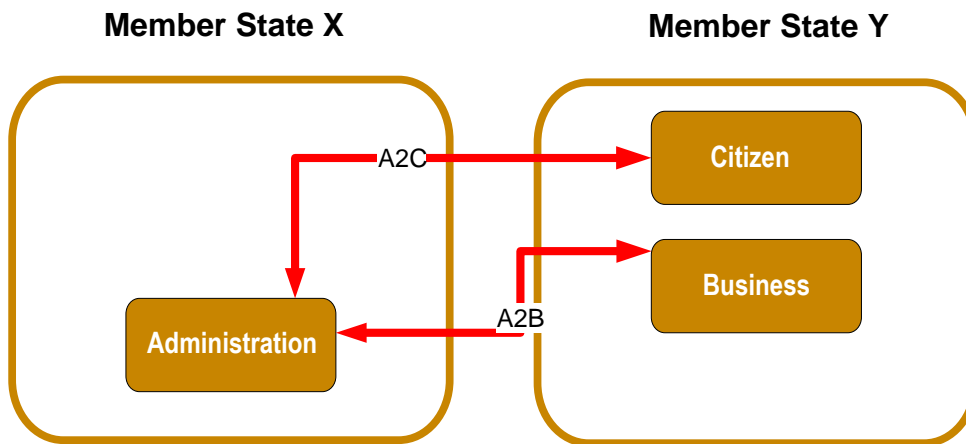 Member State X
Member State Y
A2C
Citizen
Business
A2B
Administration